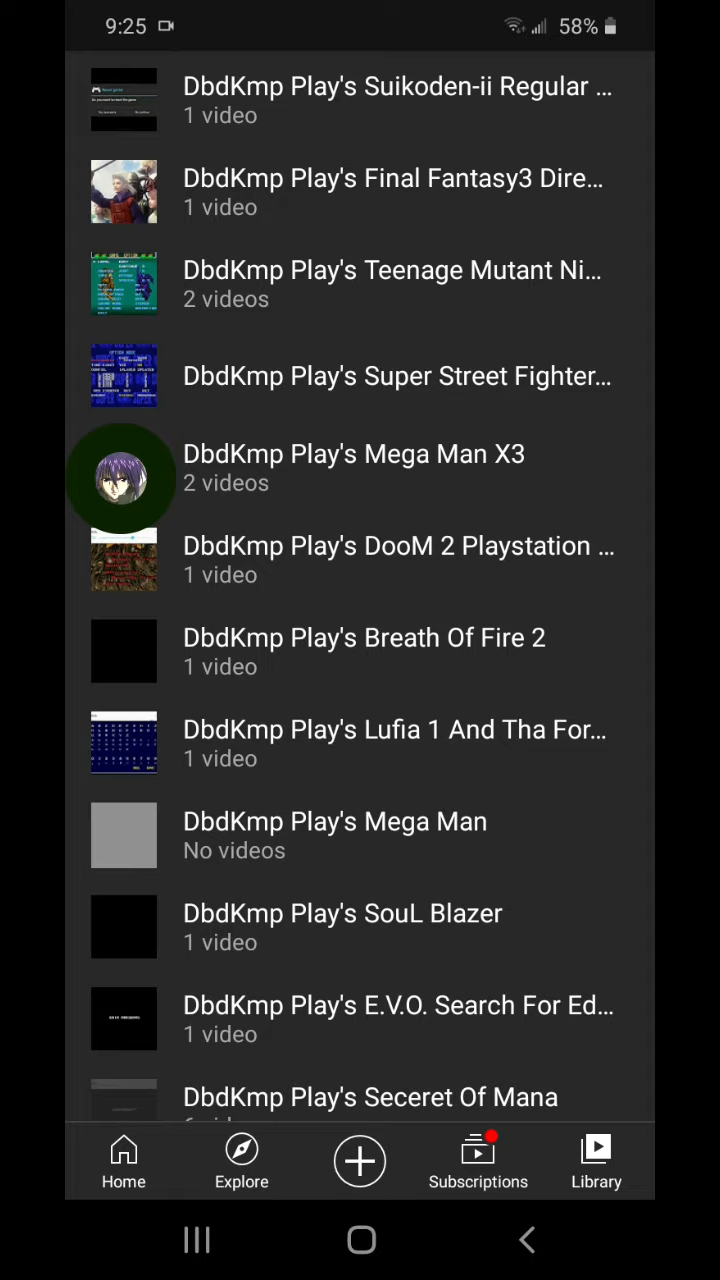 9:25
58%
DbdKmp Play's Suikoden-ii Regular ...
1 video
DbdKmp Play's Final Fantasy3 Dire...
1 video
DbdKmp Play's Teenage Mutant Ni...
2 videos
DbdKmp Play's Super Street Fighter...
DbdKmp Play's Mega Man X3
2 videos
DbdKmp Play's DooM 2 Playstation ...
1 video
DbdKmp Play's Breath Of Fire 2
1 video
DbdKmp Play's Lufia 1 And Tha For...
1 video
DbdKmp Play's Mega Man
No videos
DbdKmp Play's SouL Blazer
1 video
DbdKmp Play's E.V.O. Search For Ed...
1 video
DbdKmp Play's Seceret Of Mana
Home
Explore
Subscriptions
Library